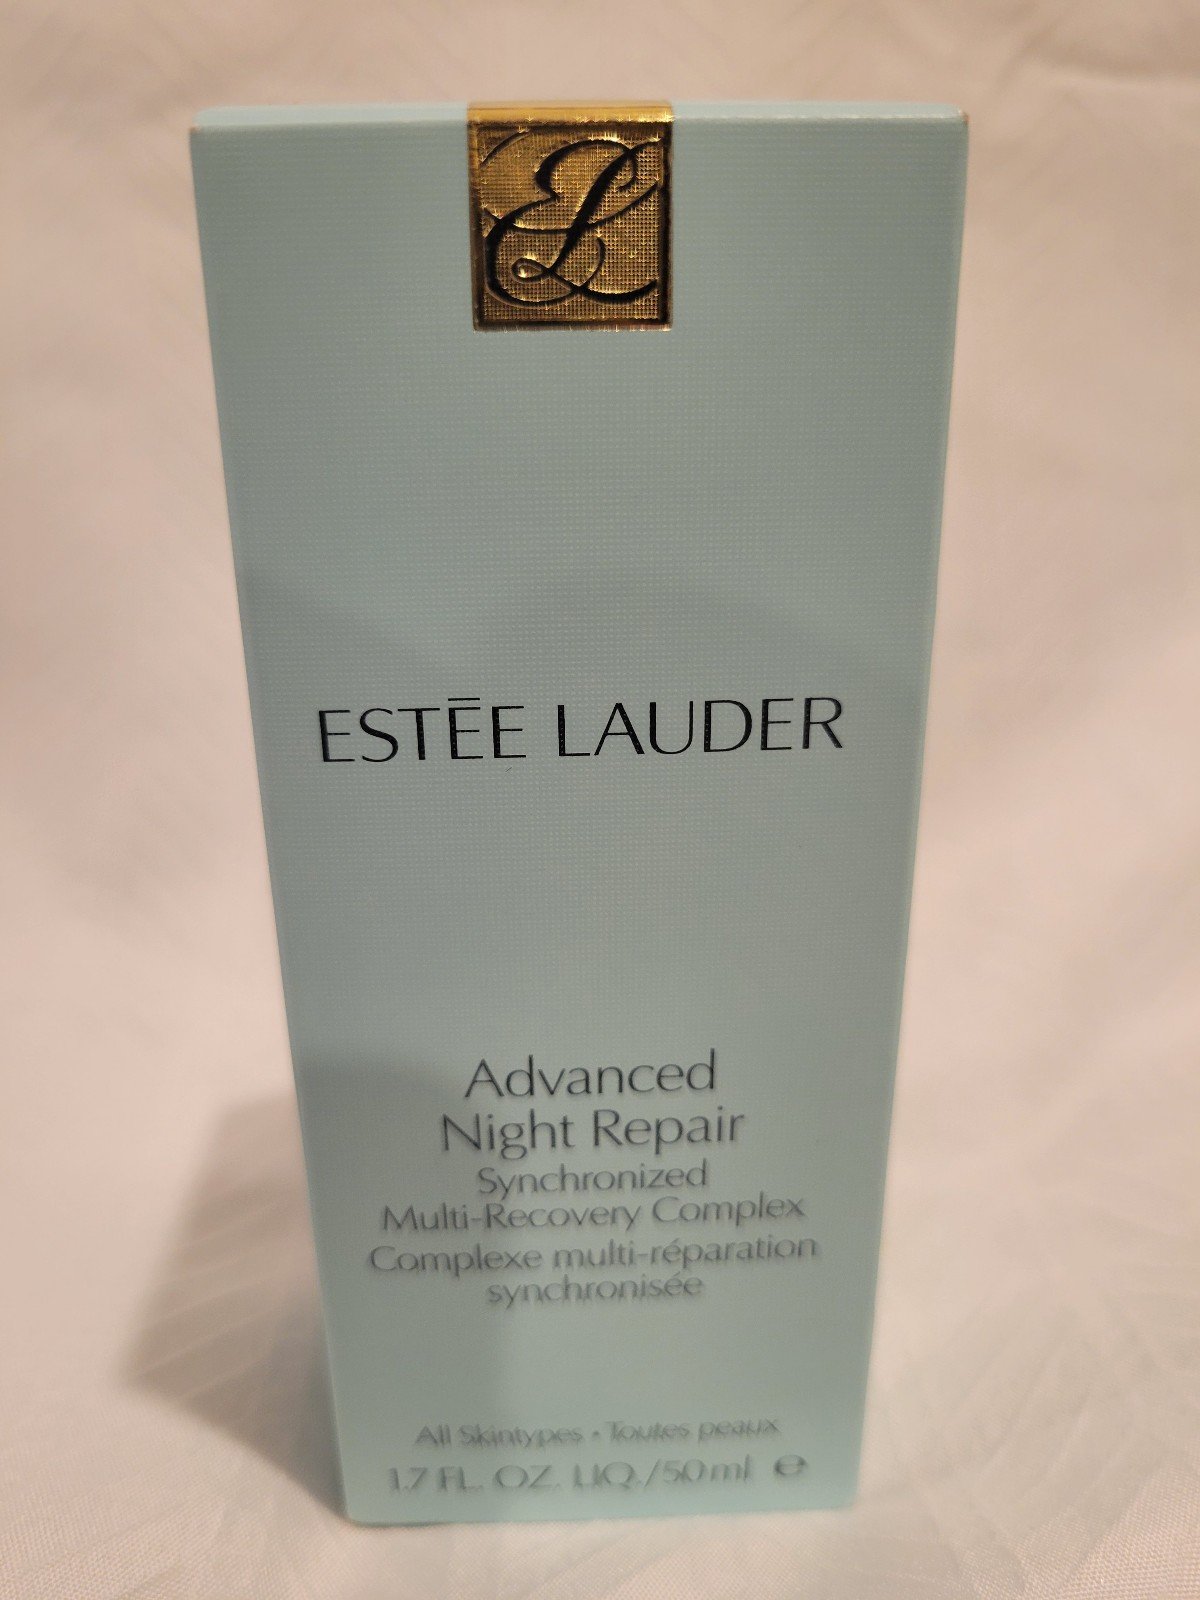 EL
ESTĒE LAUDER
Advanced
Night Repair
Synchronized
Multi-Recovery Complex
Complexe multi-réparation
synchronisée
All Skintypes • Toutes peaux
1.7 FL. OZ. LIQ./50ml ℮